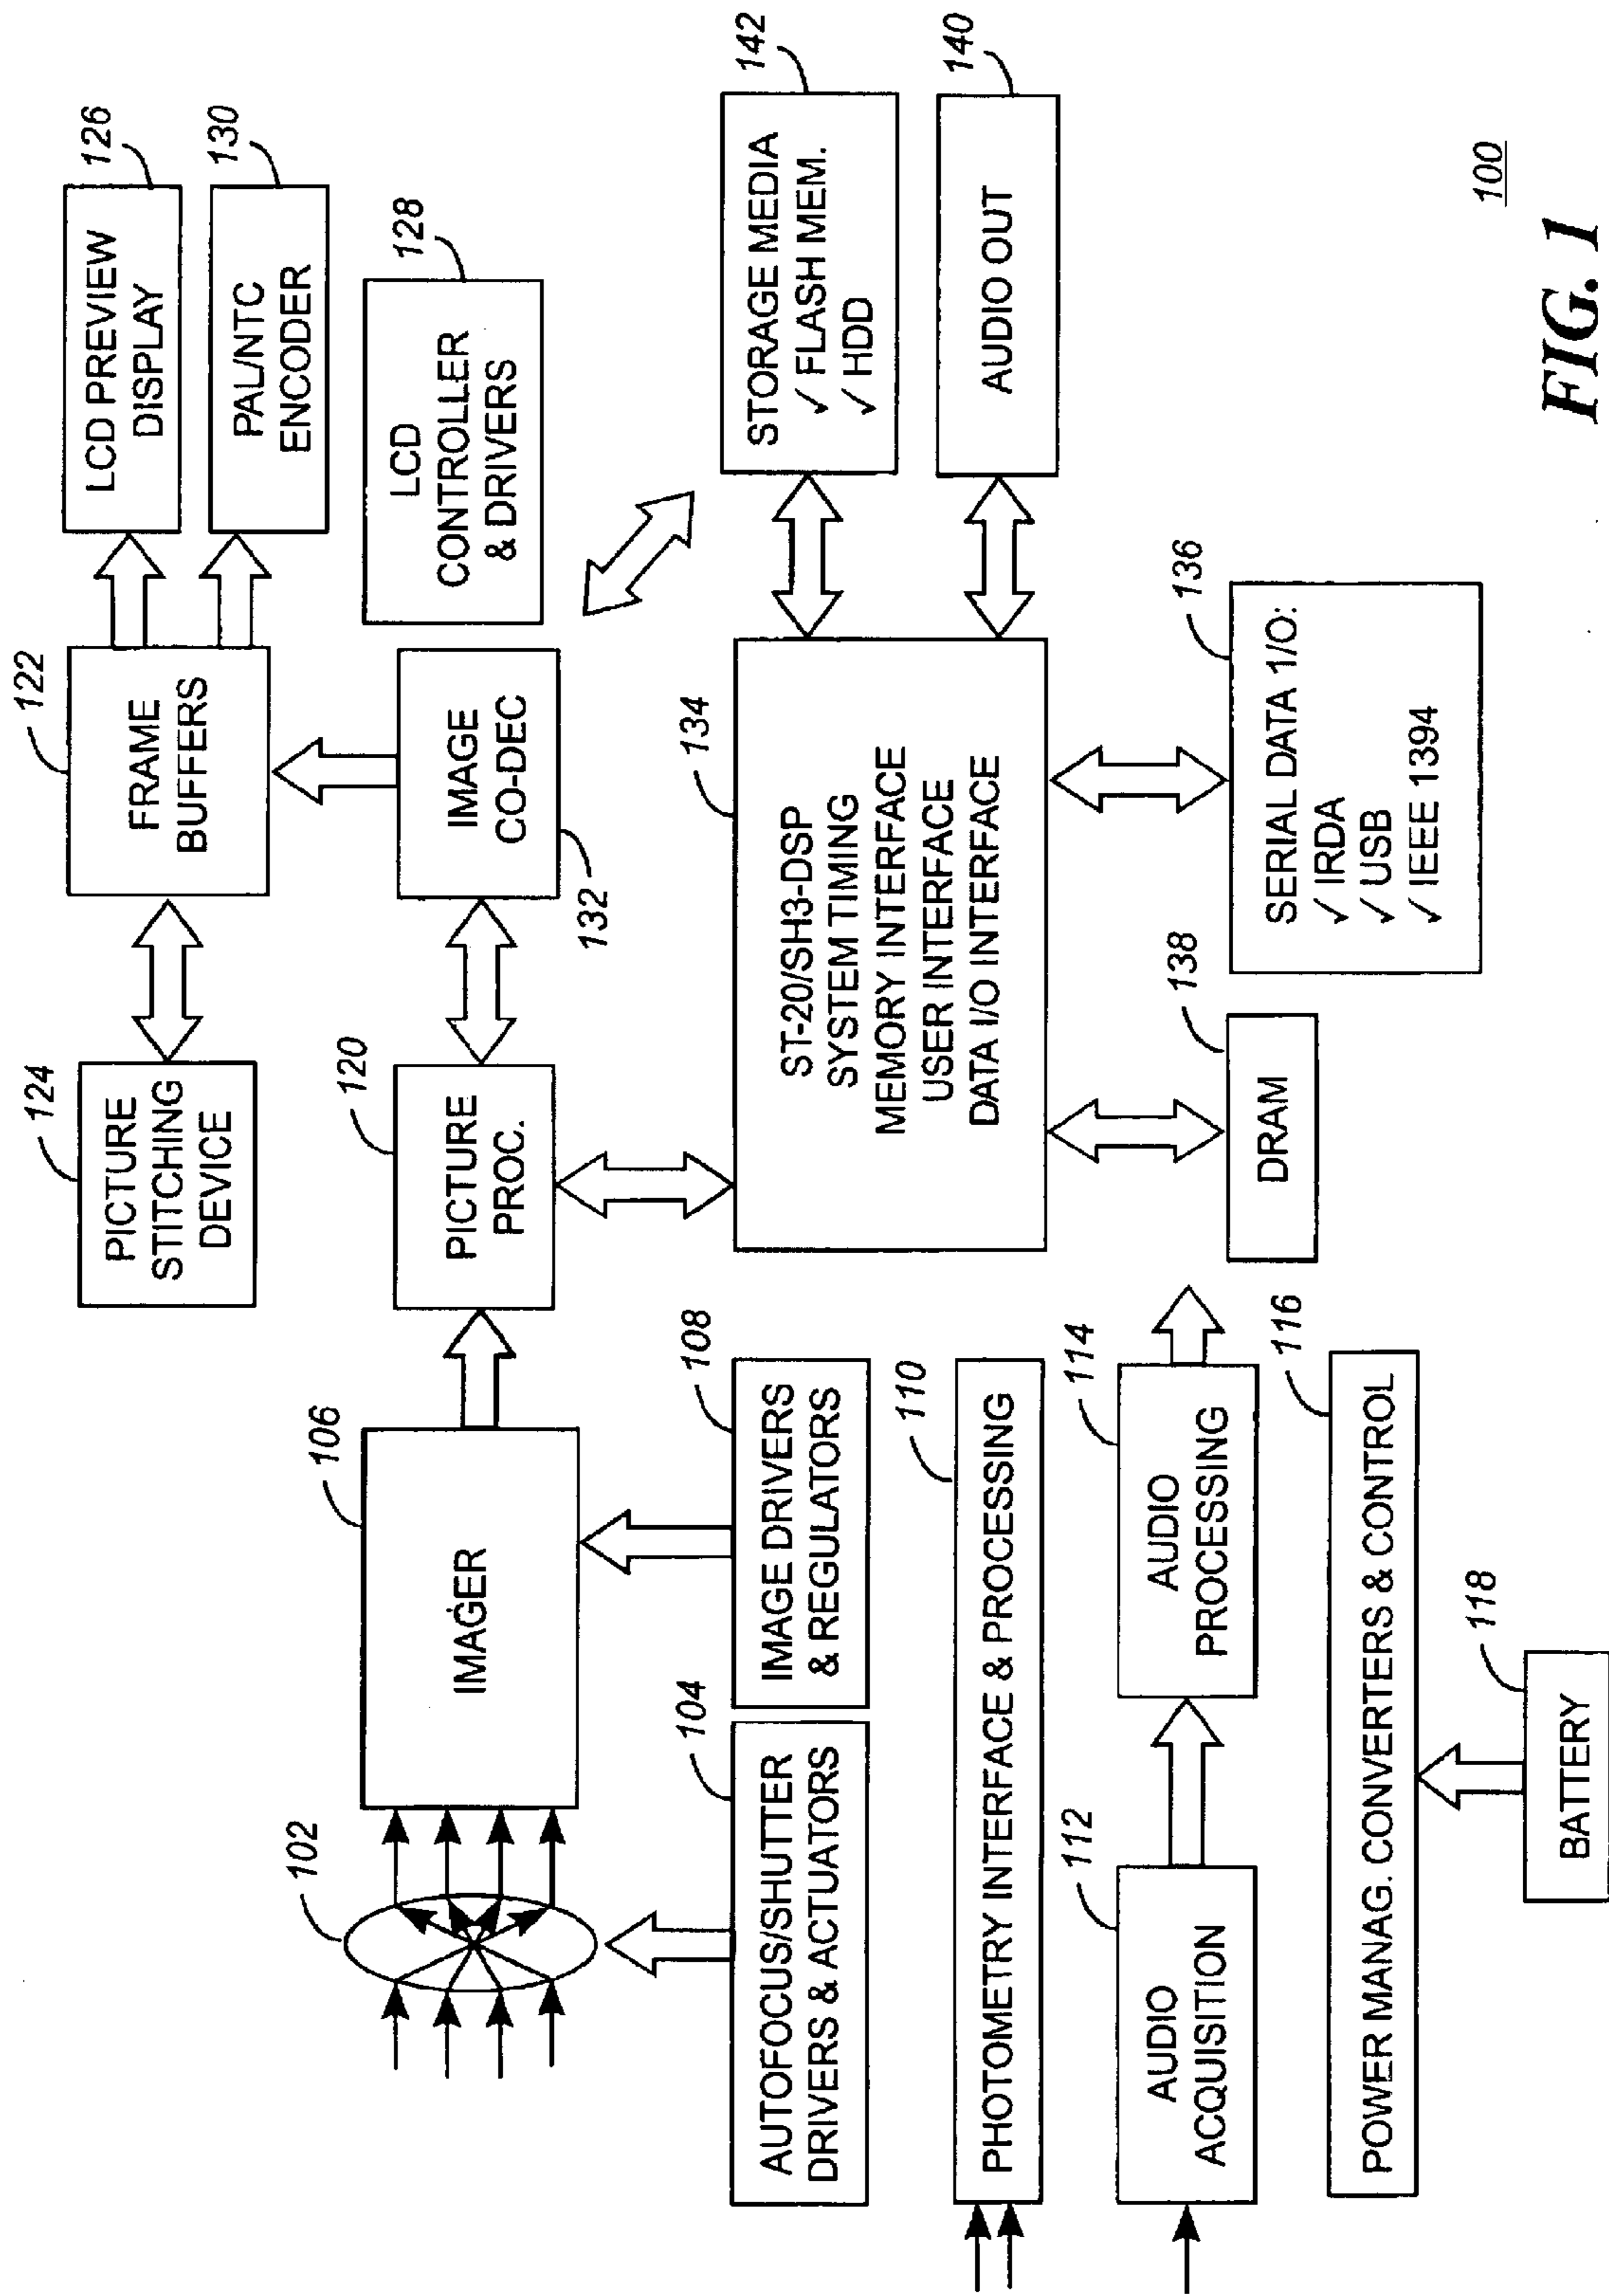 124
PICTURE
STITCHING
DEVICE
122
FRAME
BUFFERS
126
LCD PREVIEW
DISPLAY
130
PAL/NTC
ENCODER
102
106
IMAGER
120
PICTURE
PROC.
132
IMAGE
CO-DEC
128
LCD
CONTROLLER
& DRIVERS
104
AUTOFOCUS/SHUTTER
DRIVERS & ACTUATORS
108
IMAGE DRIVERS
& REGULATORS
134
ST-20/SH3-DSP
SYSTEM TIMING
MEMORY INTERFACE
USER INTERFACE
DATA I/O INTERFACE
142
STORAGE MEDIA
✓ FLASH MEM.
✓ HDD
110
PHOTOMETRY INTERFACE & PROCESSING
140
AUDIO OUT
112
AUDIO
ACQUISITION
114
AUDIO
PROCESSING
138
DRAM
136
SERIAL DATA 1/O:
✓ IRDA
✓ USB
✓ IEEE 1394
116
POWER MANAG. CONVERTERS & CONTROL
118
BATTERY
100
FIG. 1